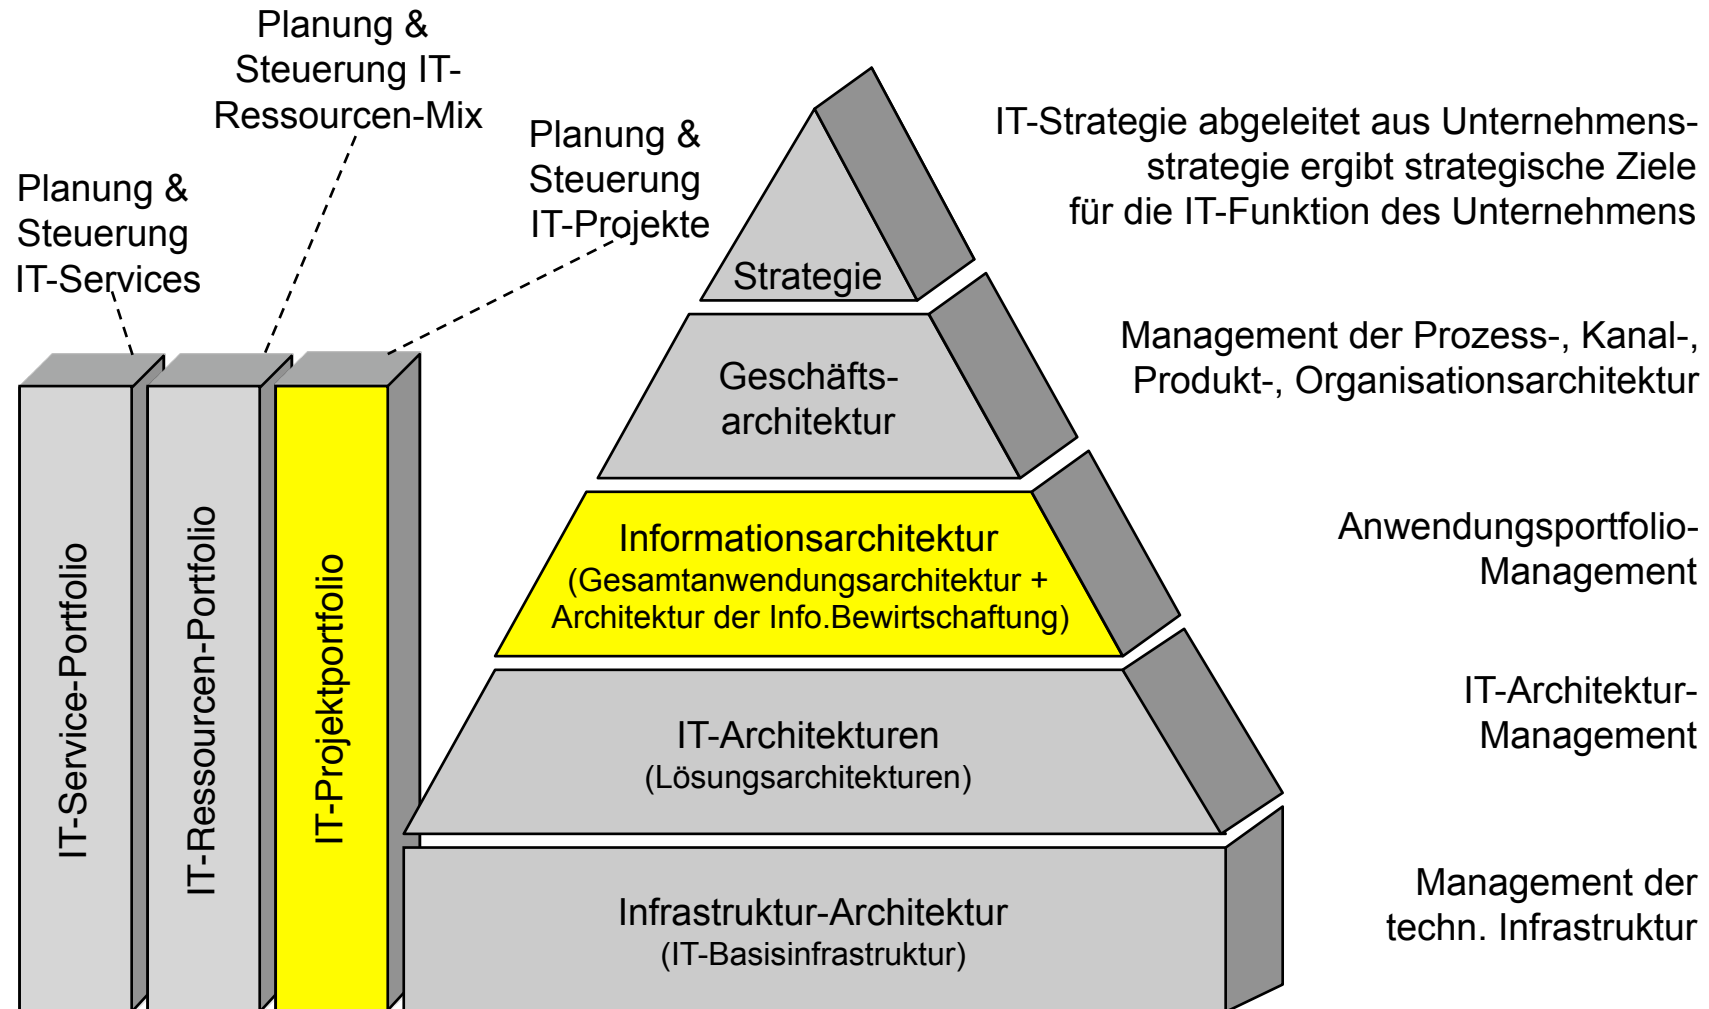 Planung &
Steuerung IT-
Ressourcen-Mix
Planung &
Steuerung
IT-Projekte
Planung &
Steuerung
IT-Services
IT-Service-Portfolio
IT-Ressourcen-Portfolio
IT-Projektportfolio
Strategie
IT-Strategie abgeleitet aus Unternehmens-
strategie ergibt strategische Ziele
für die IT-Funktion des Unternehmens
Geschäfts-
architektur
Management der Prozess-, Kanal-,
Produkt-, Organisationsarchitektur
Informationsarchitektur
(Gesamtanwendungsarchitektur +
Architektur der Info.Bewirtschaftung)
Anwendungsportfolio-
Management
IT-Architekturen
(Lösungsarchitekturen)
IT-Architektur-
Management
Infrastruktur-Architektur
(IT-Basisinfrastruktur)
Management der
techn. Infrastruktur